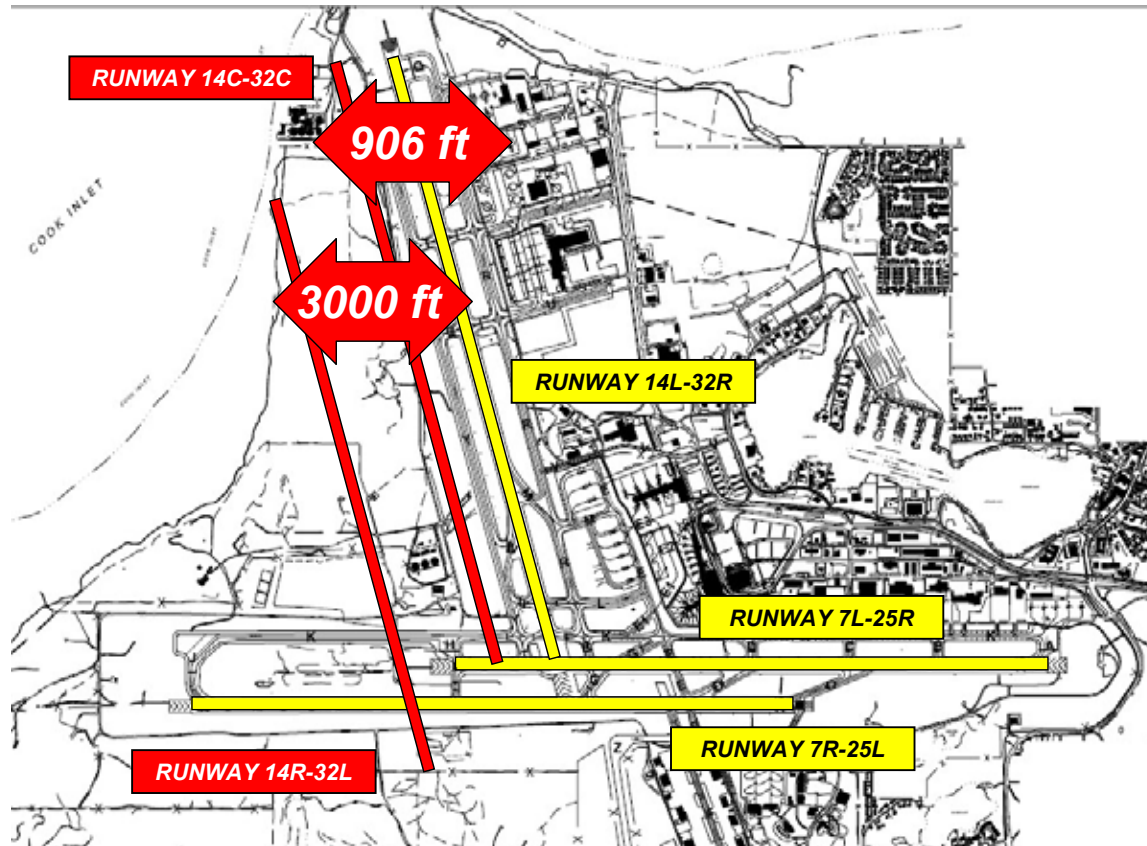 RUNWAY 14C-32C
906 ft
COOK INLET
3000 ft
RUNWAY 14L-32R
RUNWAY 7L-25R
RUNWAY 7R-25L
RUNWAY 14R-32L
K
K
Z